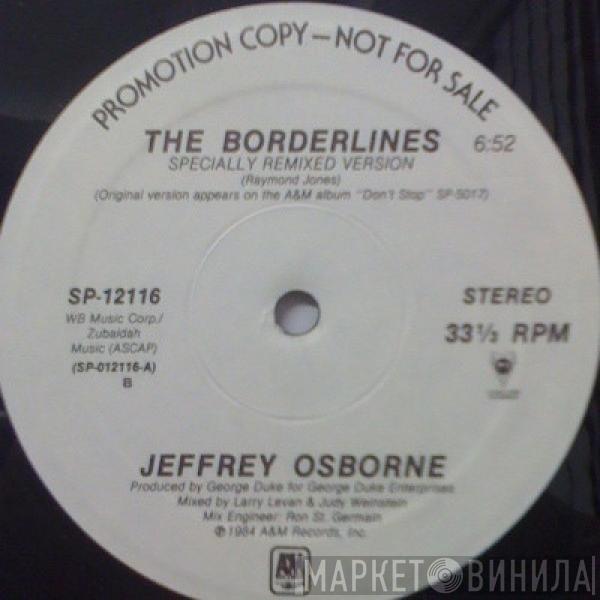 PROMOTION COPY—NOT FOR SALE
THE BORDERLINES 6:52
SPECIALLY REMIXED VERSION
(Raymond Jones)
(Original version appears on the A&M album "Don't Stop" SP-5017)
SP-12116
STEREO
WB Music Corp./
Zubaidah
Music (ASCAP)
33⅓ RPM
(SP-012116-A)
B
JEFFREY OSBORNE
Produced by George Duke for George Duke Enterprises
Mixed by Larry Levan & Judy Weinstein
Mix Engineer: Ron St. Germain
℗ 1984 A&M Records, Inc.
A&M
МАРКЕТ ВИНИЛА